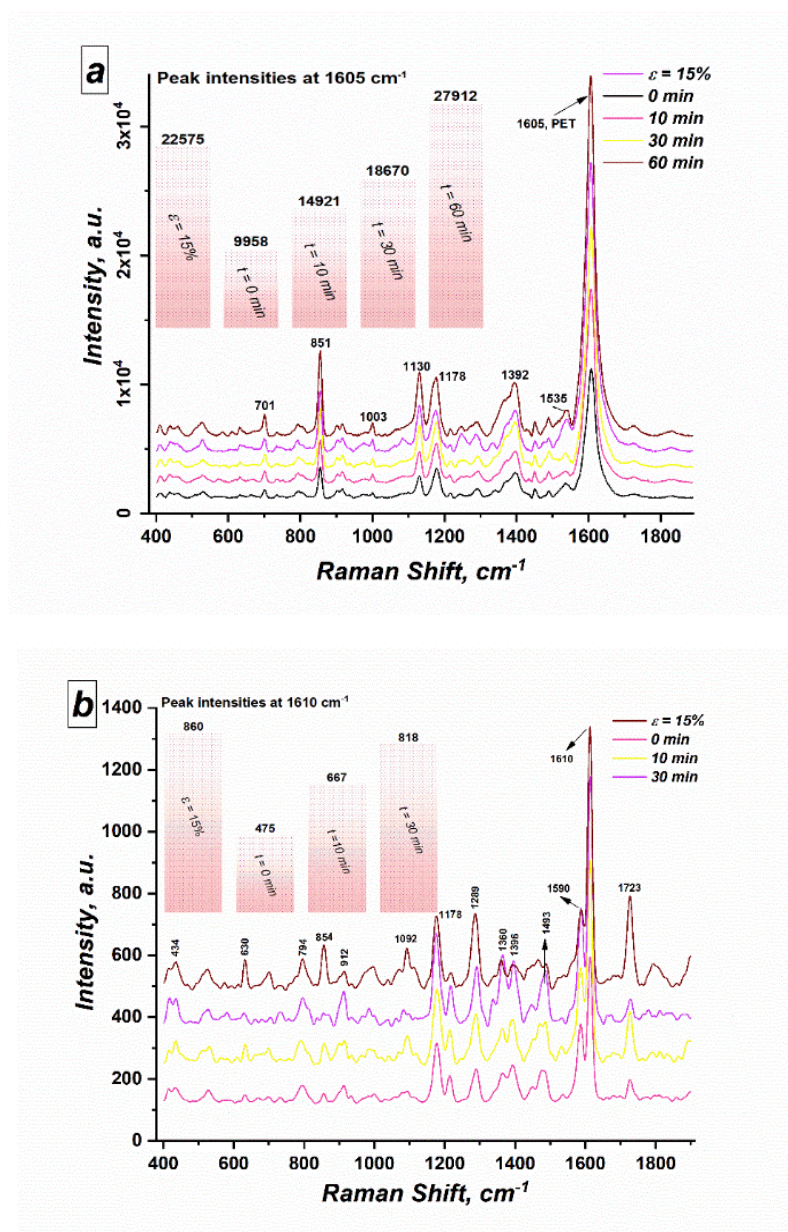 a
Peak intensities at 1605 cm-1
22575
9958
14921
18670
27912
ε = 15%
t = 0 min
t = 10 min
t = 30 min
t = 60 min
1605, PET
ε = 15%
0 min
10 min
30 min
60 min
701
851
1003
1130
1178
1392
1535
3x10⁴
2x10⁴
1x10⁴
0
Intensity, a.u.
400 600 800 1000 1200 1400 1600 1800
Raman Shift, cm-1
b
Peak intensities at 1610 cm-1
860
475
667
818
ε = 15%
t = 0 min
t =10 min
t = 30 min
1610
ε = 15%
0 min
10 min
30 min
434
630
794
854
912
1092
1178
1289
1360
1396
1493
1590
1723
1400
1200
1000
800
600
400
200
0
Intensity, a.u.
400 600 800 1000 1200 1400 1600 1800
Raman Shift, cm-1